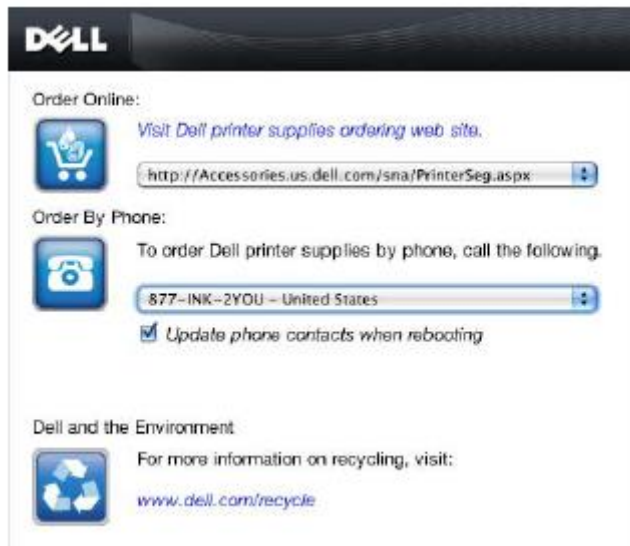 DELL
Order Online:
Visit Dell printer supplies ordering web site.
http://Accessories.us.dell.com/sna/PrinterSeg.aspx
Order By Phone:
To order Dell printer supplies by phone, call the following.
877-INK-2YOU - United States
Update phone contacts when rebooting
Dell and the Environment
For more information on recycling, visit:
www.dell.com/recycle